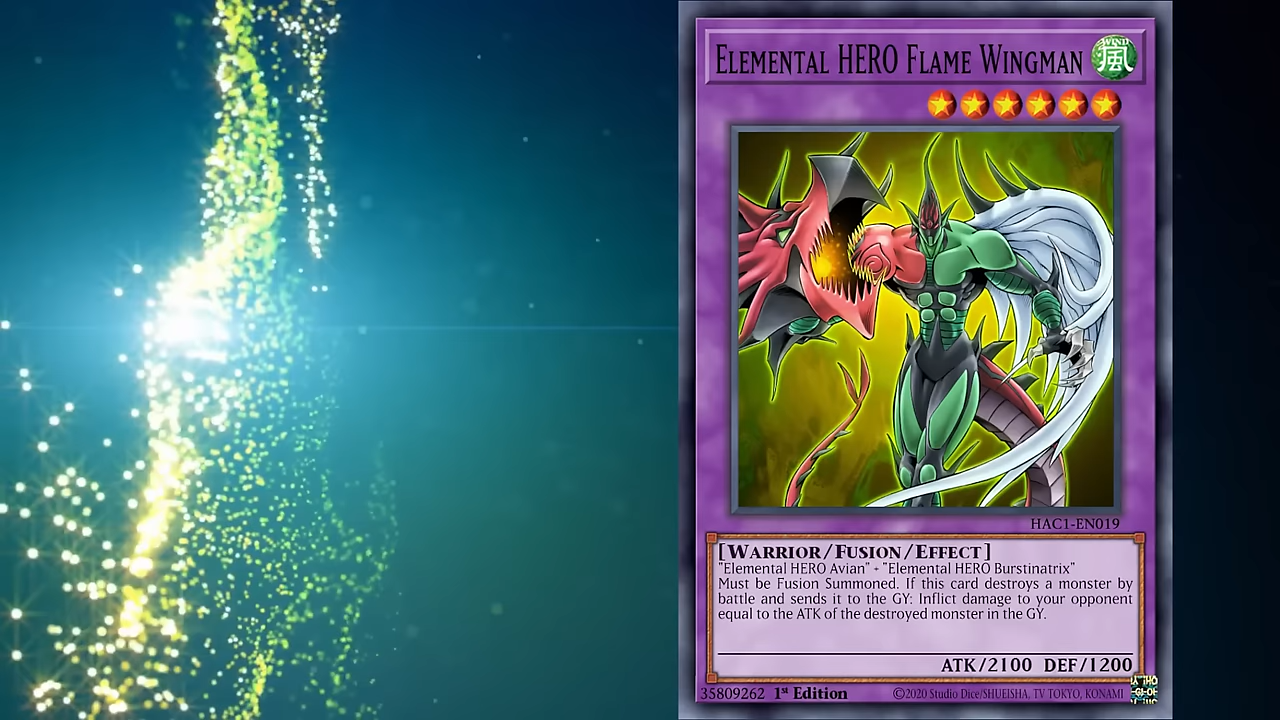 Elemental HERO Flame Wingman
WIND
風
HAC1-EN019
[Warrior/Fusion/Effect]
"Elemental HERO Avian" + "Elemental HERO Burstinatrix"
Must be Fusion Summoned. If this card destroys a monster by
battle and sends it to the GY: Inflict damage to your opponent
equal to the ATK of the destroyed monster in the GY.
ATK/2100 DEF/1200
35809262 1st Edition ©2020 Studio Dice/SHUEISHA, TV TOKYO, KONAMI